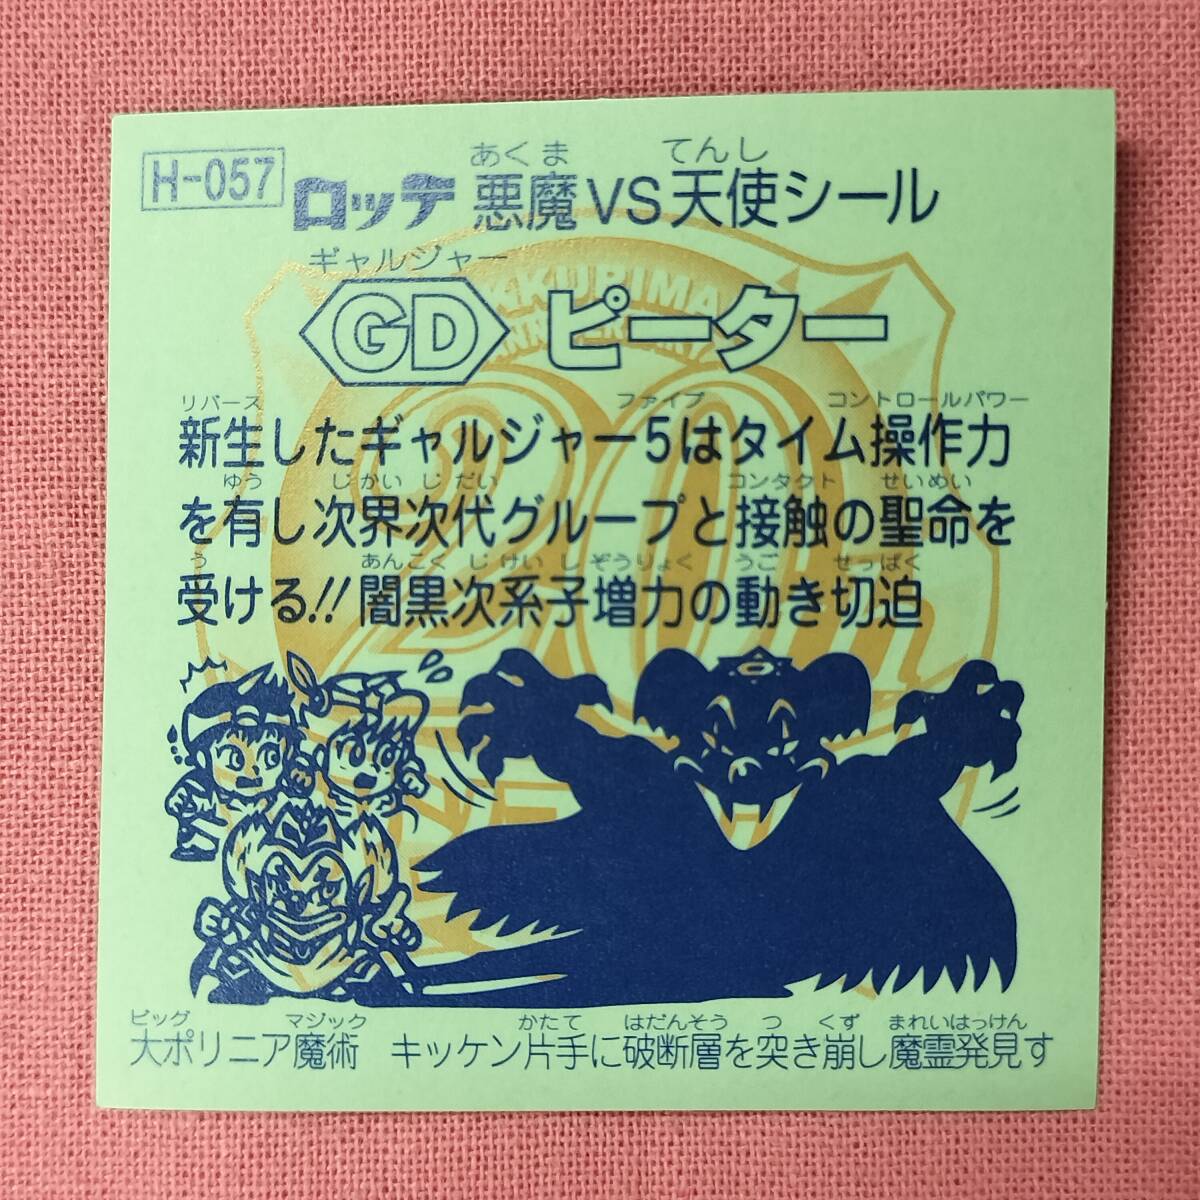 H-057
あくま てんし
ロッテ 悪魔VS天使シール
ギャルジャー
GD ピーター
リバース ファイブ コントロールパワー
新生したギャルジャー5はタイム操作力
ゆう じかいじだい コンタクト せいめい
を有し次界次代グループと接触の聖命を
う あんこく じけいしぞうりょく うご せっぱく
受ける!! 闇黒次系子増力の動き切迫
ビッグ マジック かたて はだんそう つ くず まれいはっけん
大ポリニア魔術 キッケン片手に破断層を突き崩し魔霊発見す
KKURIMA
20